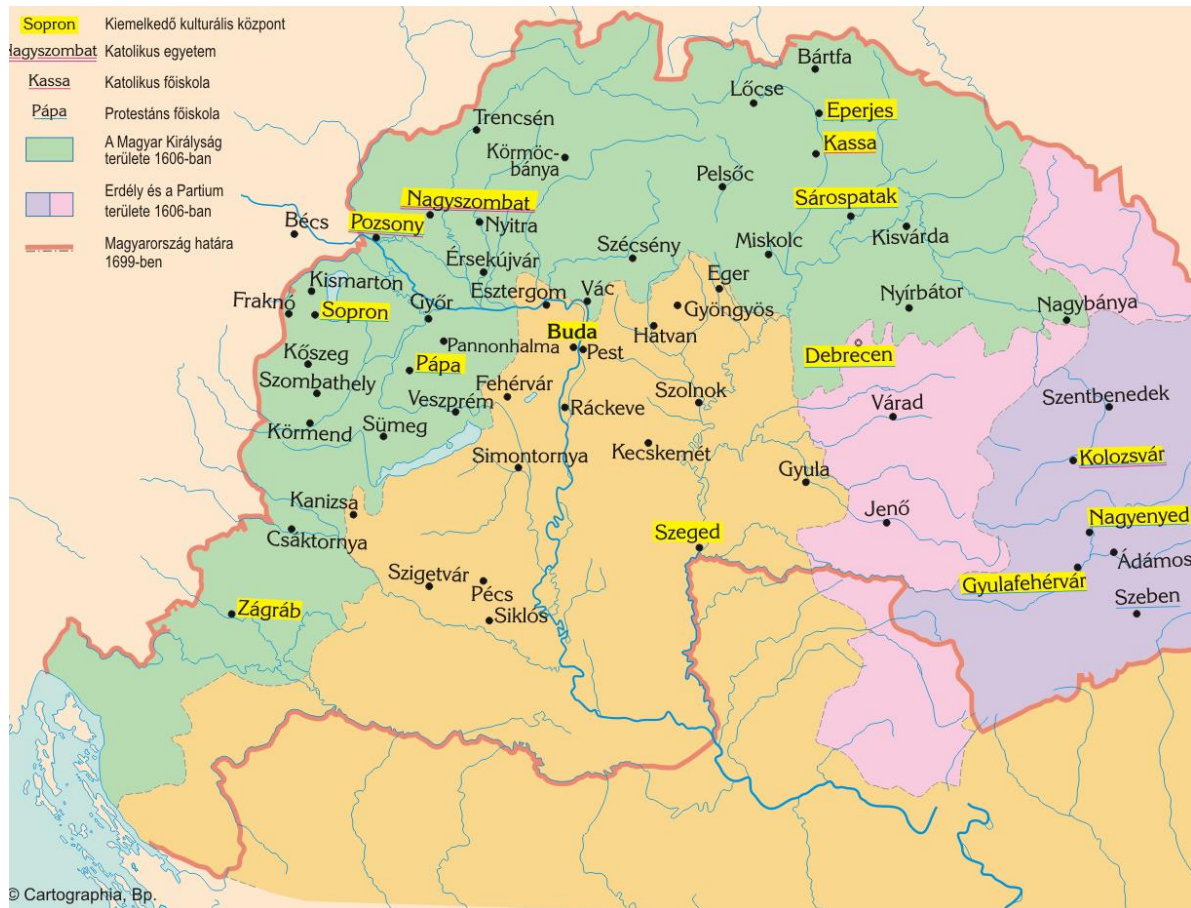 Sopron Kiemelkedő kulturális központ
Nagyszombat Katolikus egyetem
Kassa Katolikus főiskola
Pápa Protestáns főiskola
A Magyar Királyság
területe 1606-ban
Erdély és a Partium
területe 1606-ban
Magyarország határa
1699-ben
Bártfa
Lőcse
Eperjes
Trencsén
Kassa
Körmöc-
bánya
Pelsőc
Nagyszombat
Sárospatak
Bécs
Pozsony
Nyitra
Kisvárda
Szécsény
Miskolc
Érsekújvár
Eger
Kismarton
Esztergom
Vác
Nyírbátor
Nagybánya
Fraknó
Sopron
Győr
Gyöngyös
Hatvan
Buda
Pest
Pannonhalma
Debrecen
Kőszeg
Pápa
Szombathely
Fehérvár
Szolnok
Szentbenedek
Veszprém
Ráckeve
Várad
Körmend
Sümeg
Simontornya
Kecskemét
Kolozsvár
Gyula
Kanizsa
Jenő
Nagyenyed
Csáktornya
Szeged
Ádámos
Szigetvár
Pécs
Gyulafehérvár
Siklós
Zágráb
Szeben
© Cartographia, Bp.